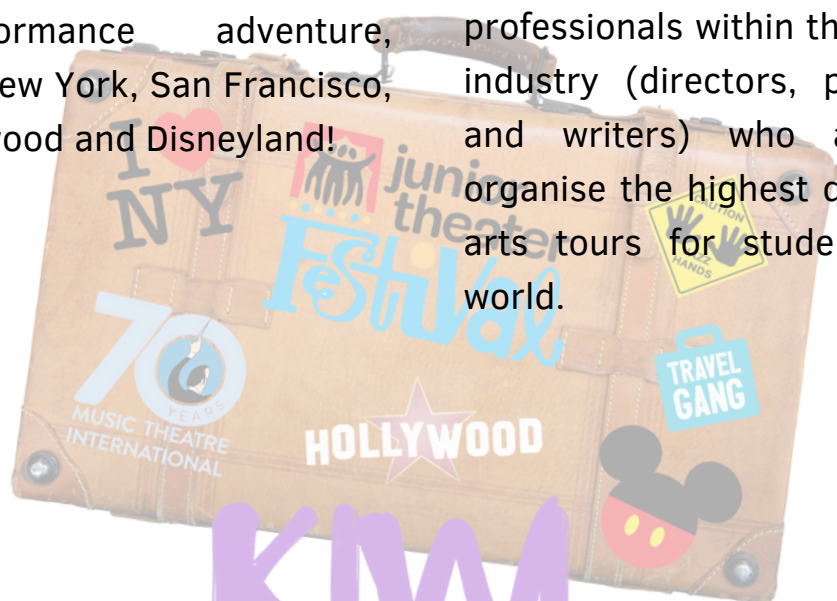 ormance adventure,
ew York, San Francisco,
ood and Disneyland!
professionals within th
industry (directors, p
and writers) who a
organise the highest
arts tours for stude
world.
I
NY
junior
theater
FeStiVal
CAUTION
JAZZ
HANDS
70
YEARS
MUSIC THEATRE
INTERNATIONAL
HOLLYWOOD
TRAVEL
GANG